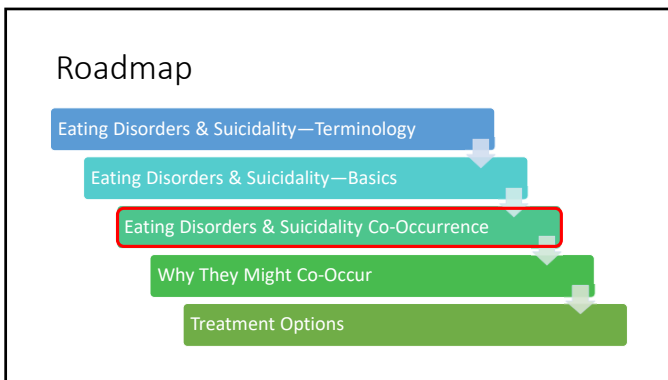 Roadmap
Eating Disorders & Suicidality—Terminology
Eating Disorders & Suicidality—Basics
Eating Disorders & Suicidality Co-Occurrence
Why They Might Co-Occur
Treatment Options